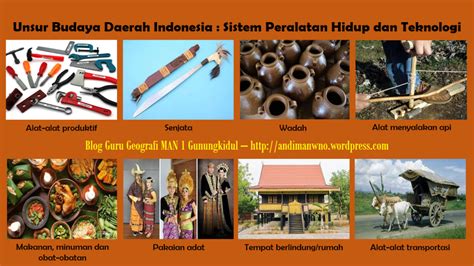 Unsur Budaya Daerah Indonesia : Sistem Peralatan Hidup dan Teknologi
Alat-alat produktif
Senjata
Wadah
Alat menyalakan api
Blog Guru Geografi MAN 1 Gunungkidul – http://andimanwno.wordpress.com
Makanan, minuman dan
obat-obatan
Pakaian adat
Tempat berlindung/rumah
Alat-alat transportasi